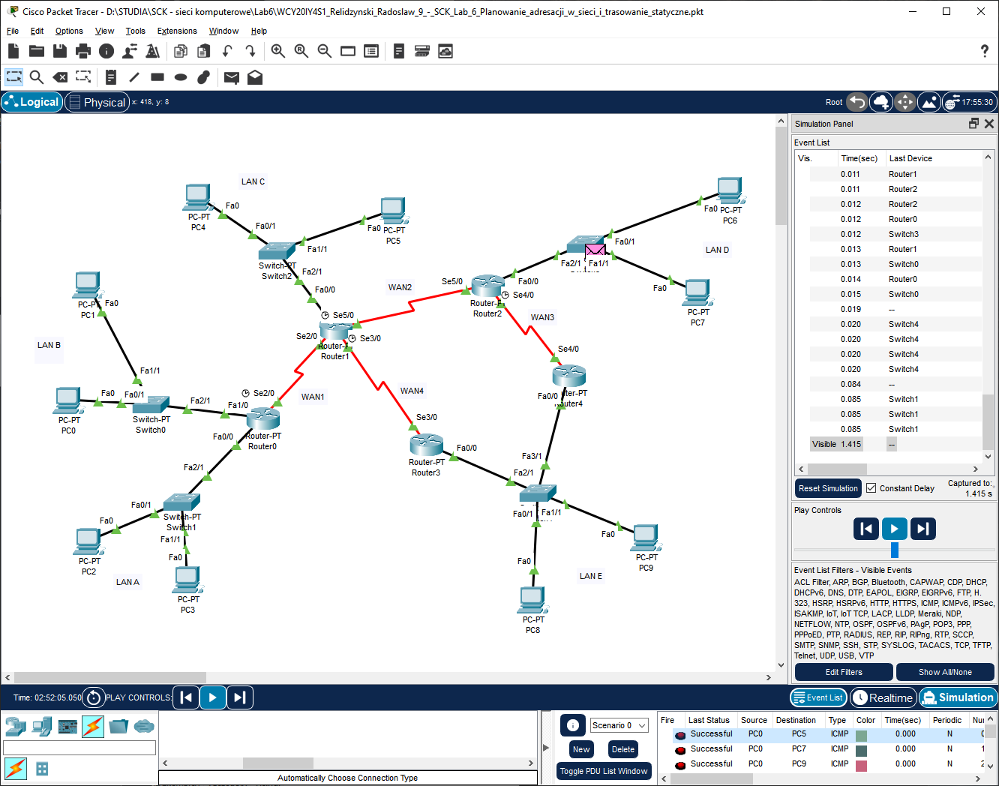 Cisco Packet Tracer - D:\STUDIA\SCK - sieci komputerowe\Lab6\WCY20IY4S1_Relidzynski_Radoslaw_9_-_SCK_Lab_6_Planowanie_adresacji_w_sieci_i_trasowanie_statyczne.pkt
File Edit Options View Tools Extensions Window Help
Logical Physical x: 418, y: 8 Root 17:55:30
LAN C
Fa0
PC-PT
PC4
Fa0/1
Fa0
PC-PT
PC5
Fa1/1
Switch-PT
Switch2
Fa2/1
Fa0/0
Fa0
PC-PT
PC6
Fa0/1
LAN D
Fa2/1
Fa1/1
Fa0
PC-PT
PC7
WAN2
Se5/0
Fa0/0
Se4/0
Router2
WAN3
PC-PT
Fa0
PC1
LAN B
Se5/0
Se2/0
Se3/0
Router1
Se4/0
Fa0/0
Fa1/1
Fa0
Fa0/1
PC-PT
PC0
Switch-PT
Switch0
Fa2/1
Fa1/0
Se2/0
WAN1
WAN4
Fa0/0
Router-PT
Router0
Se3/0
Router-PT
Router3
Fa0/0
Fa3/1
Fa2/1
Fa2/1
Fa0/1
Switch-PT
Switch1
Fa0
PC-PT
PC2
Fa1/1
Fa0
LAN A
PC-PT
PC3
Fa0/1
Fa1/1
Fa0
PC-PT
PC9
LAN E
Fa0
PC-PT
PC8
Simulation Panel
Event List
Vis. Time(sec) Last Device
0.011 Router1
0.011 Router2
0.012 Router2
0.012 Router0
0.012 Switch3
0.013 Router1
0.013 Switch0
0.014 Router0
0.015 Switch0
0.019 --
0.020 Switch4
0.020 Switch4
0.020 Switch4
0.020 Switch4
0.084 --
0.085 Switch1
0.085 Switch1
0.085 Switch1
Visible 1.415 --
Reset Simulation Constant Delay Captured to:
1.415 s
Play Controls
Event List Filters - Visible Events
ACL Filter, ARP, BGP, Bluetooth, CAPWAP, CDP, DHCP,
DHCPv6, DNS, DTP, EAPOL, EIGRP, EIGRPv6, FTP, H.
323, HSRP, HSRPv6, HTTP, HTTPS, ICMP, ICMPv6, IPSec,
ISAKMP, IoT, IoT TCP, LACP, LLDP, Meraki, NDP,
NETFLOW, NTP, OSPF, OSPFv6, PAgP, POP3, PPP,
PPPoED, PTP, RADIUS, REP, RIP, RIPng, RTP, SCCP,
SMTP, SNMP, SSH, STP, SYSLOG, TACACS, TCP, TFTP,
Telnet, UDP, USB, VTP
Edit Filters Show All/None
Time: 02:52:05.050 PLAY CONTROLS: Event List Realtime Simulation
Scenario 0
New Delete
Toggle PDU List Window
Automatically Choose Connection Type
Fire Last Status Source Destination Type Color Time(sec) Periodic Nu
Successful PC0 PC5 ICMP 0.000 N 0
Successful PC0 PC7 ICMP 0.000 N 1
Successful PC0 PC9 ICMP 0.000 N 2